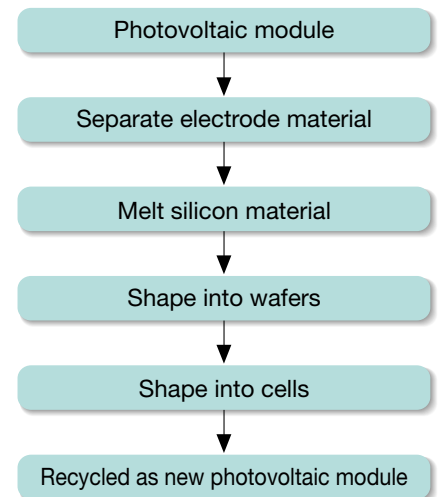 Photovoltaic module
Separate electrode material
Melt silicon material
Shape into wafers
Shape into cells
Recycled as new photovoltaic module